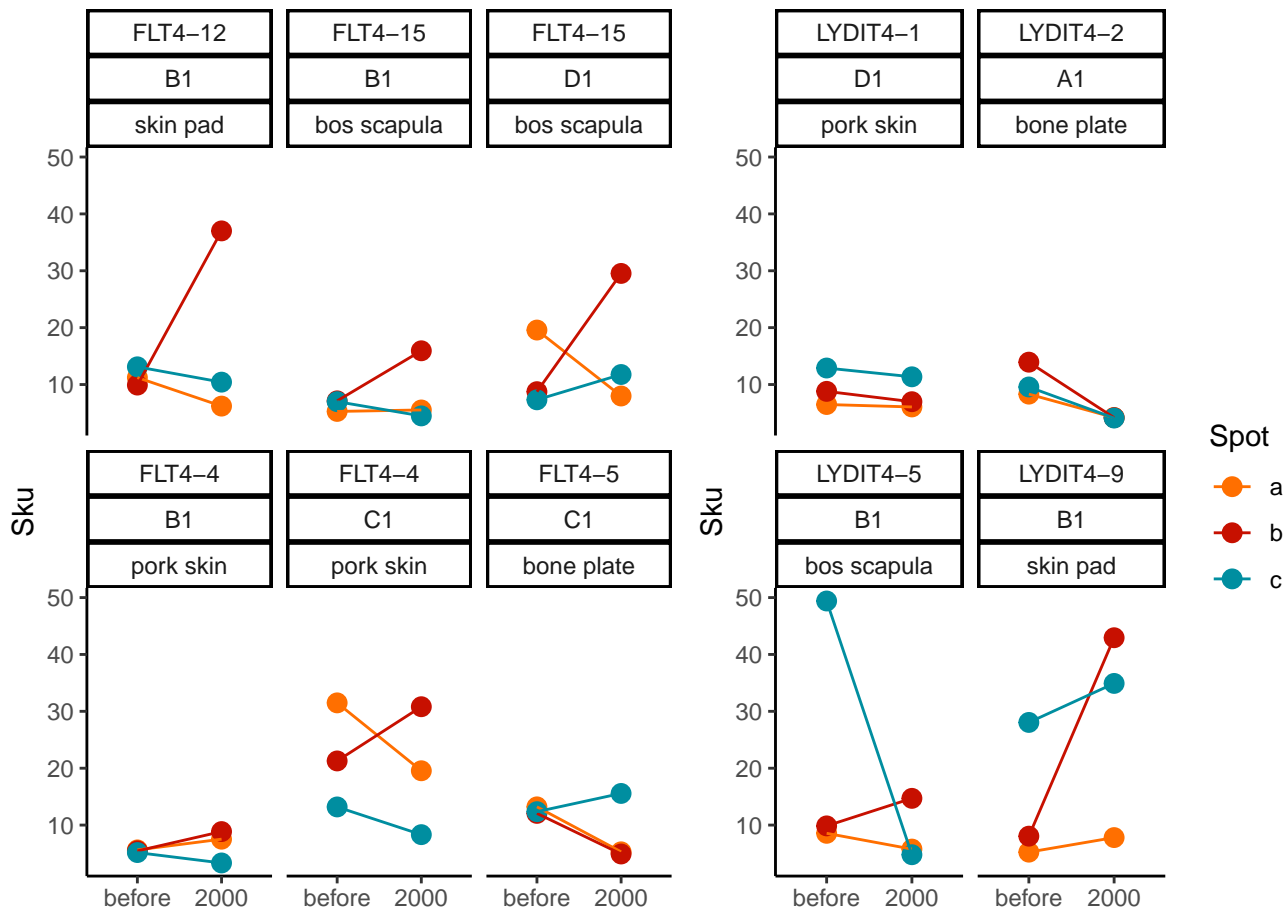 FLT4−12
B1
skin pad
FLT4−15
B1
bos scapula
FLT4−15
D1
bos scapula
LYDIT4−1
D1
pork skin
LYDIT4−2
A1
bone plate
50
40
30
20
10
50
40
30
20
10
FLT4−4
B1
pork skin
FLT4−4
C1
pork skin
FLT4−5
C1
bone plate
LYDIT4−5
B1
bos scapula
LYDIT4−9
B1
skin pad
50
40
30
20
10
50
40
30
20
10
before 2000
before 2000
before 2000
before 2000
before 2000
Sku
Sku
Spot
a
b
c